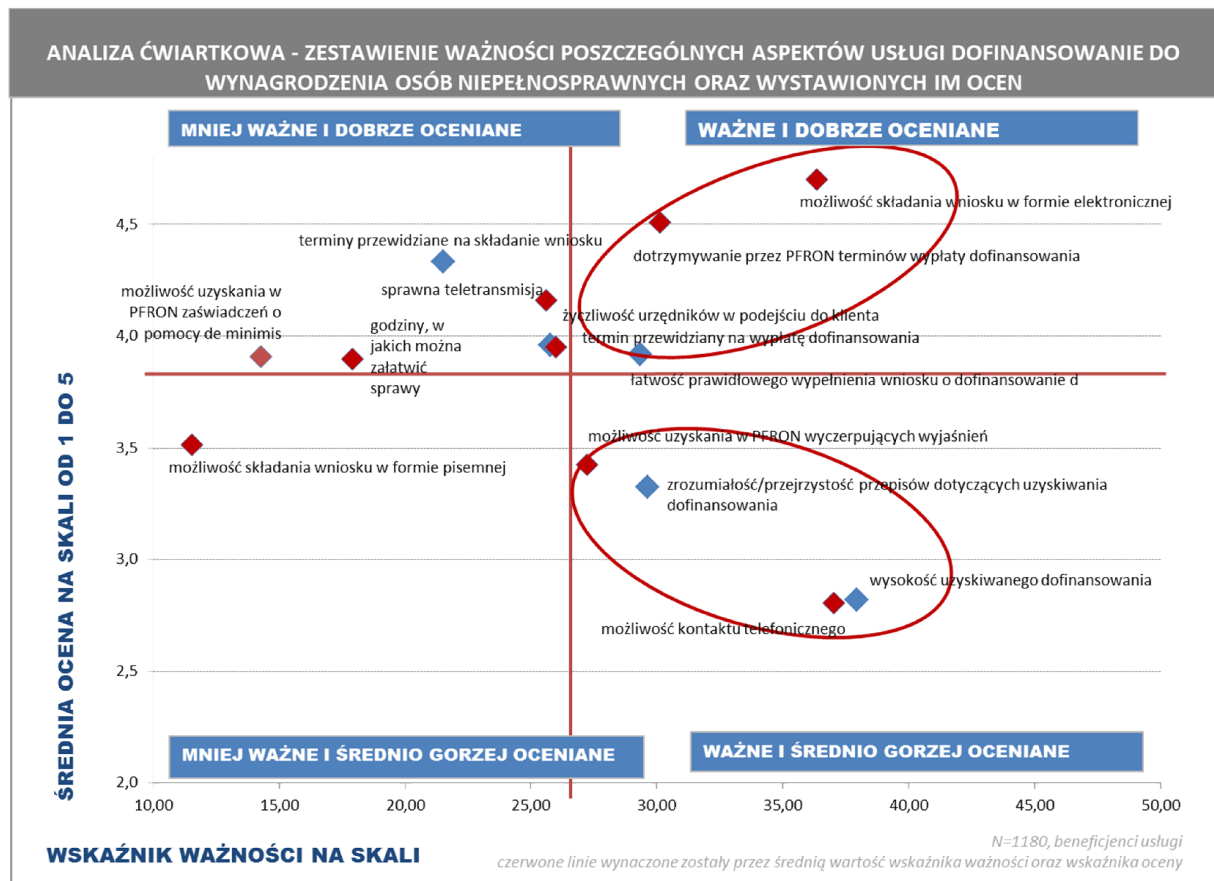 ANALIZA ĆWIARTKOWA - ZESTAWIENIE WAŻNOŚCI POSZCZEGÓLNYCH ASPEKTÓW USŁUGI DOFINANSOWANIE DO
WYNAGRODZENIA OSÓB NIEPEŁNOSPRAWNYCH ORAZ WYSTAWIONYCH IM OCEN
MNIEJ WAŻNE I DOBRZE OCENIANE
WAŻNE I DOBRZE OCENIANE
możliwość składania wniosku w formie elektronicznej
4,5
terminy przewidziane na składanie wniosku
dotrzymywanie przez PFRON terminów wypłaty dofinansowania
sprawna teletransmisja
możliwość uzyskania w
PFRON zaświadczeń o
pomocy de minimis
godziny, w
jakich można
załatwić
sprawy
życzliwość urzędników w podejściu do klienta
4,0
termin przewidziany na wypłatę dofinansowania
łatwość prawidłowego wypełnienia wniosku o dofinansowanie d
3,5
możliwość uzyskania w PFRON wyczerpujących wyjaśnień
możliwość składania wniosku w formie pisemnej
zrozumiałość/przejrzystość przepisów dotyczących uzyskiwania
dofinansowania
3,0
wysokość uzyskiwanego dofinansowania
możliwość kontaktu telefonicznego
2,5
MNIEJ WAŻNE I ŚREDNIO GORZEJ OCENIANE
WAŻNE I ŚREDNIO GORZEJ OCENIANE
2,0
10,00 15,00 20,00 25,00 30,00 35,00 40,00 45,00 50,00
ŚREDNIA OCENA NA SKALI OD 1 DO 5
WSKAŹNIK WAŻNOŚCI NA SKALI
N=1180, beneficjenci usługi
czerwone linie wynaczone zostały przez średnią wartość wskaźnika ważności oraz wskaźnika oceny